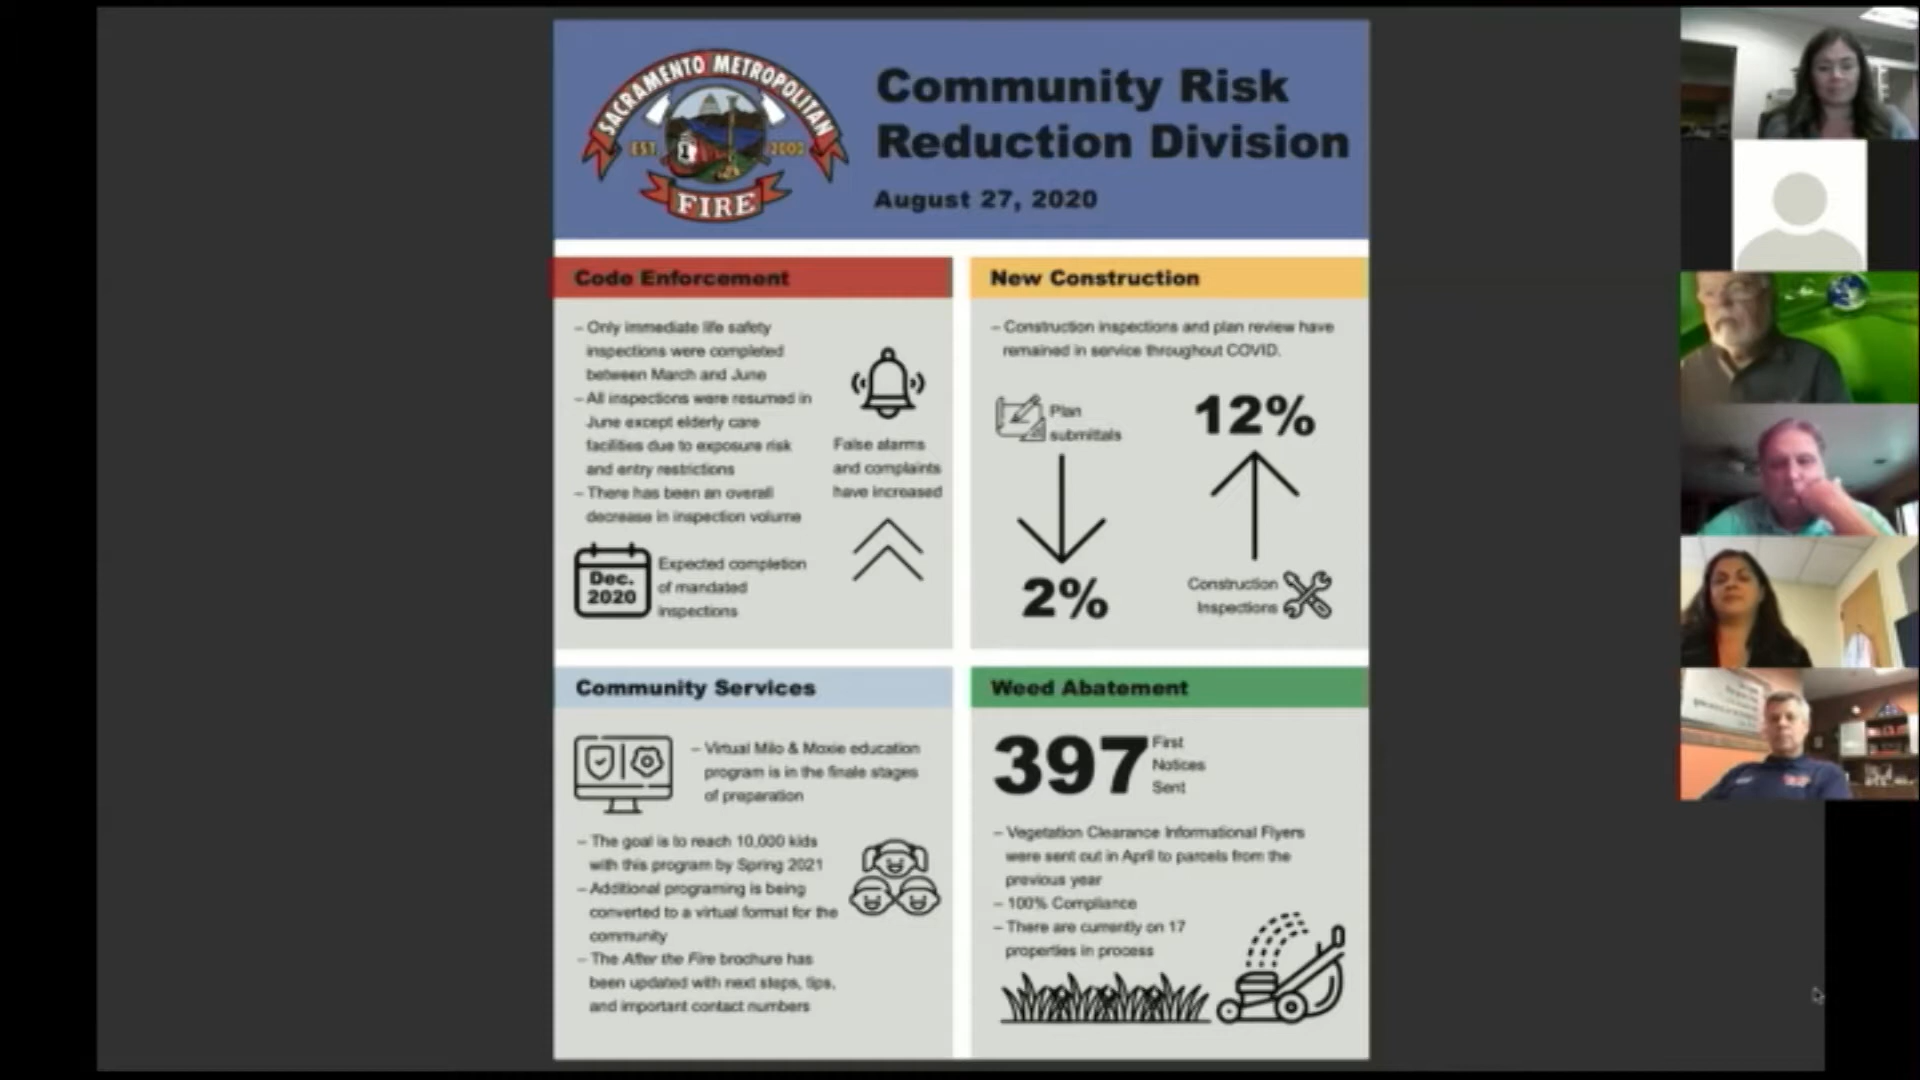 SACRAMENTO METROPOLITAN
EST. 2000
1
FIRE
Community Risk
Reduction Division
August 27, 2020
Code Enforcement
– Only immediate life safety
inspections were completed
between March and June
– All inspections were resumed in
June except elderly care
facilities due to exposure risk
and entry restrictions
– There has been an overall
decrease in inspection volume
False alarms
and complaints
have increased
Dec.
2020
Expected completion
of mandated
inspections
New Construction
– Construction inspections and plan review have
remained in service throughout COVID.
Plan
submittals
2%
12%
Construction
Inspections
Community Services
– Virtual Milo & Moxie education
program is in the finale stages
of preparation
– The goal is to reach 10,000 kids
with this program by Spring 2021
– Additional programing is being
converted to a virtual format for the
community
– The After the Fire brochure has
been updated with next steps, tips,
and important contact numbers
Weed Abatement
397
First
Notices
Sent
– Vegetation Clearance Informational Flyers
were sent out in April to parcels from the
previous year
– 100% Compliance
– There are currently on 17
properties in process